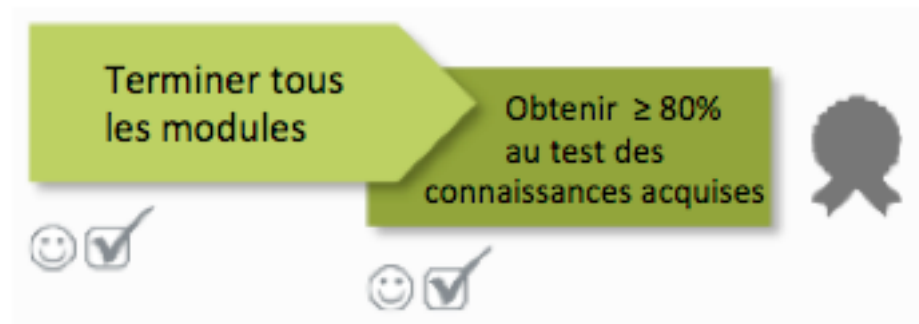 Terminer tous
les modules
Obtenir ≥ 80%
au test des
connaissances acquises